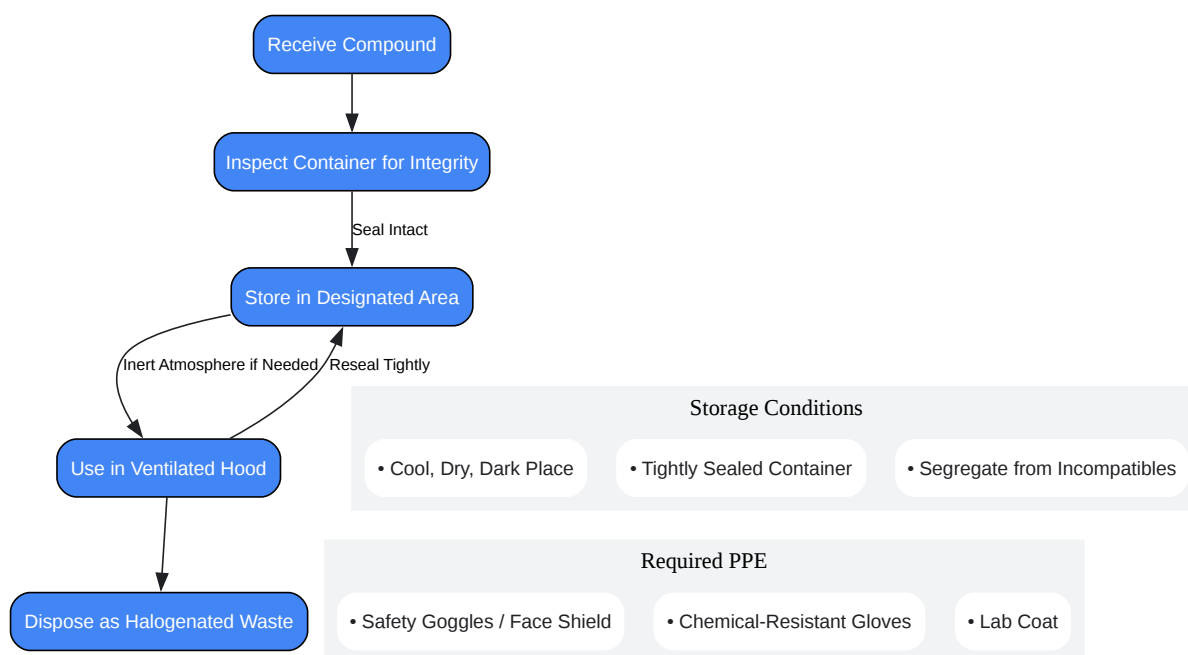 Receive Compound
Inspect Container for Integrity
Seal Intact
Store in Designated Area
Inert Atmosphere if Needed
Reseal Tightly
Use in Ventilated Hood
Dispose as Halogenated Waste
Storage Conditions
• Cool, Dry, Dark Place
• Tightly Sealed Container
• Segregate from Incompatibles
Required PPE
• Safety Goggles / Face Shield
• Chemical-Resistant Gloves
• Lab Coat